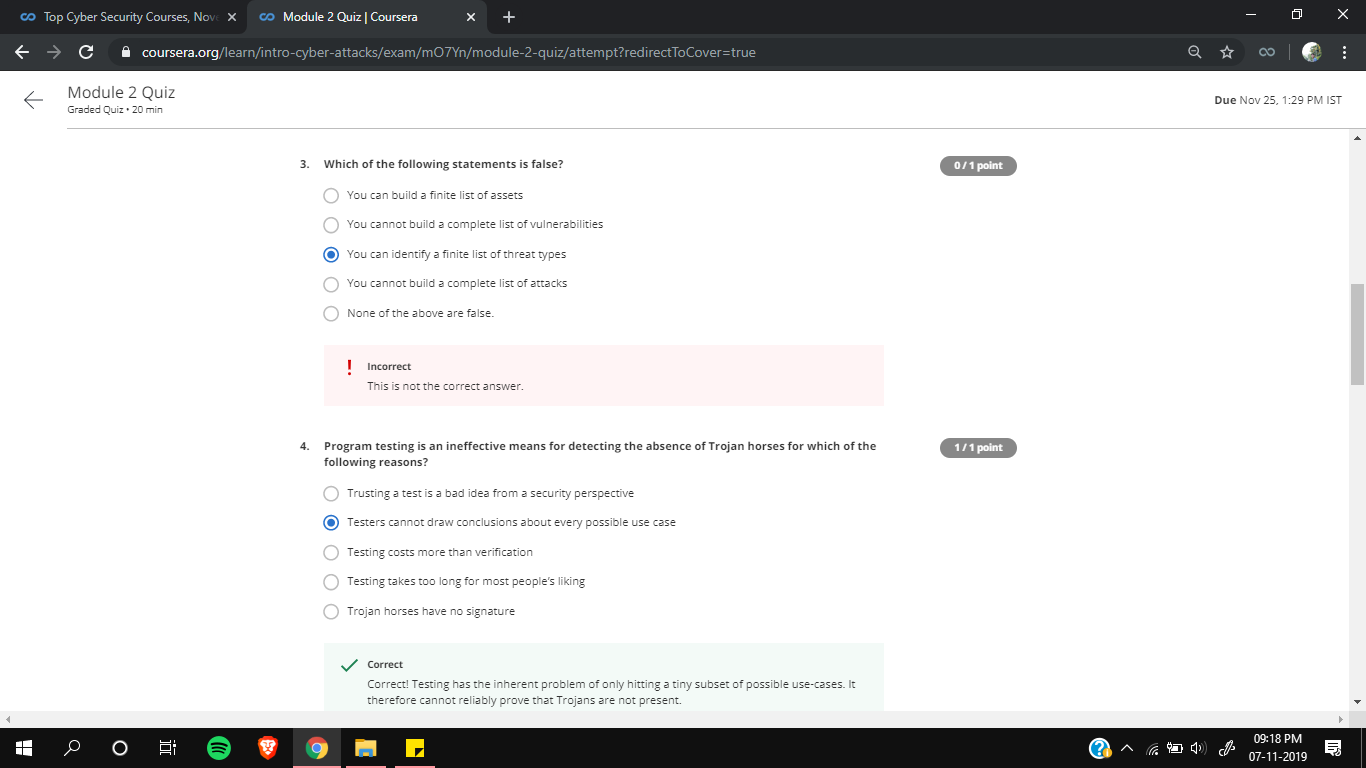 Top Cyber Security Courses, Nove
Module 2 Quiz | Coursera
coursera.org/learn/intro-cyber-attacks/exam/mO7Yn/module-2-quiz/attempt?redirectToCover=true
Module 2 Quiz
Graded Quiz • 20 min
Due Nov 25, 1:29 PM IST
3. Which of the following statements is false?
0 / 1 point
You can build a finite list of assets
You cannot build a complete list of vulnerabilities
You can identify a finite list of threat types
You cannot build a complete list of attacks
None of the above are false.
Incorrect
This is not the correct answer.
4. Program testing is an ineffective means for detecting the absence of Trojan horses for which of the
following reasons?
1 / 1 point
Trusting a test is a bad idea from a security perspective
Testers cannot draw conclusions about every possible use case
Testing costs more than verification
Testing takes too long for most people's liking
Trojan horses have no signature
Correct
Correct! Testing has the inherent problem of only hitting a tiny subset of possible use-cases. It
therefore cannot reliably prove that Trojans are not present.
09:18 PM
07-11-2019